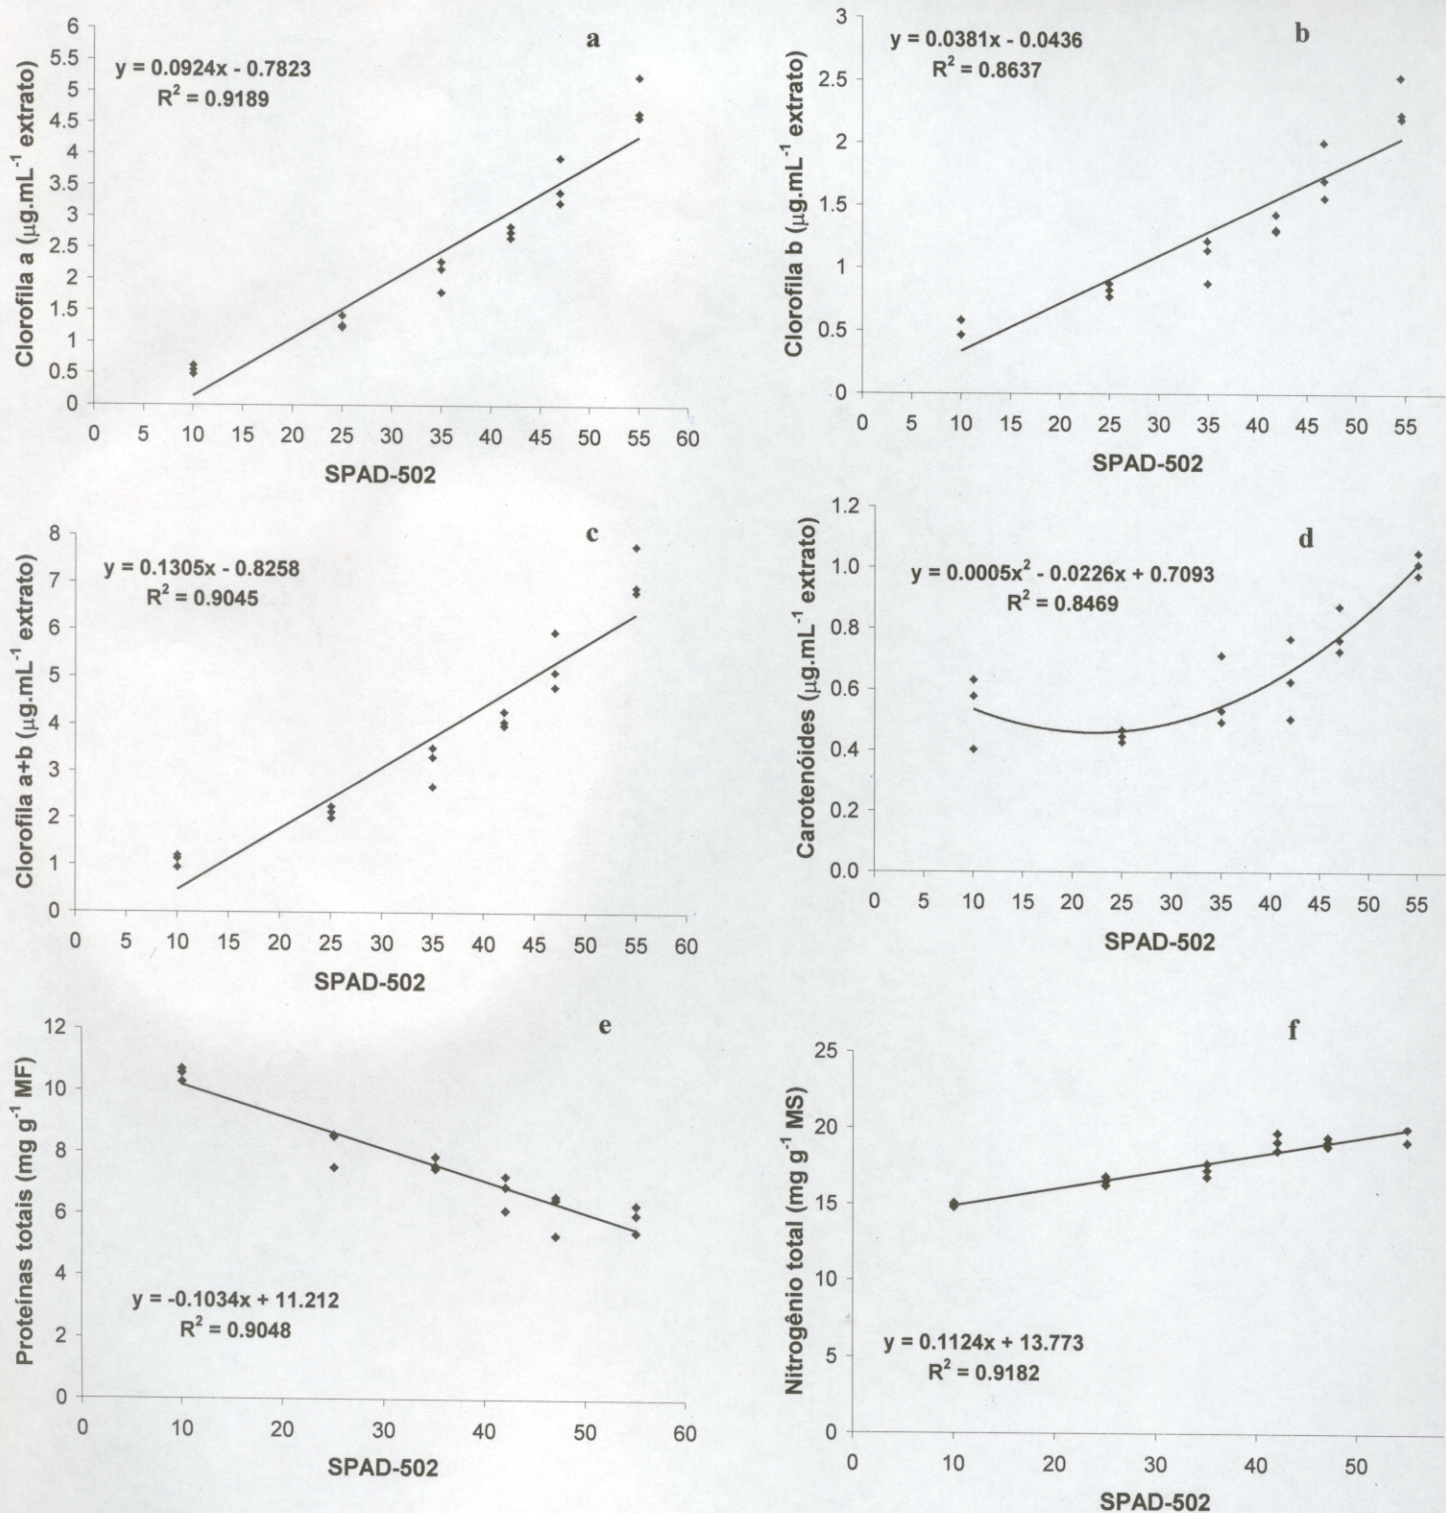 a
y = 0.0924x - 0.7823
R² = 0.9189
Clorofila a (µg.mL⁻¹ extrato)
6
5.5
5
4.5
4
3.5
3
2.5
2
1.5
1
0.5
0
0 5 10 15 20 25 30 35 40 45 50 55 60
SPAD-502
b
y = 0.0381x - 0.0436
R² = 0.8637
Clorofila b (µg.mL⁻¹ extrato)
3
2.5
2
1.5
1
0.5
0
0 5 10 15 20 25 30 35 40 45 50 55
SPAD-502
c
y = 0.1305x - 0.8258
R² = 0.9045
Clorofila a+b (µg.mL⁻¹ extrato)
8
7
6
5
4
3
2
1
0
0 5 10 15 20 25 30 35 40 45 50 55 60
SPAD-502
d
y = 0.0005x² - 0.0226x + 0.7093
R² = 0.8469
Carotenóides (µg.mL⁻¹ extrato)
1.2
1.0
0.8
0.6
0.4
0.2
0.0
0 5 10 15 20 25 30 35 40 45 50 55
SPAD-502
e
Proteínas totais (mg g⁻¹ MF)
12
10
8
6
4
2
0
y = -0.1034x + 11.212
R² = 0.9048
0 10 20 30 40 50 60
SPAD-502
f
Nitrogênio total (mg g⁻¹ MS)
25
20
15
10
5
0
y = 0.1124x + 13.773
R² = 0.9182
0 10 20 30 40 50
SPAD-502